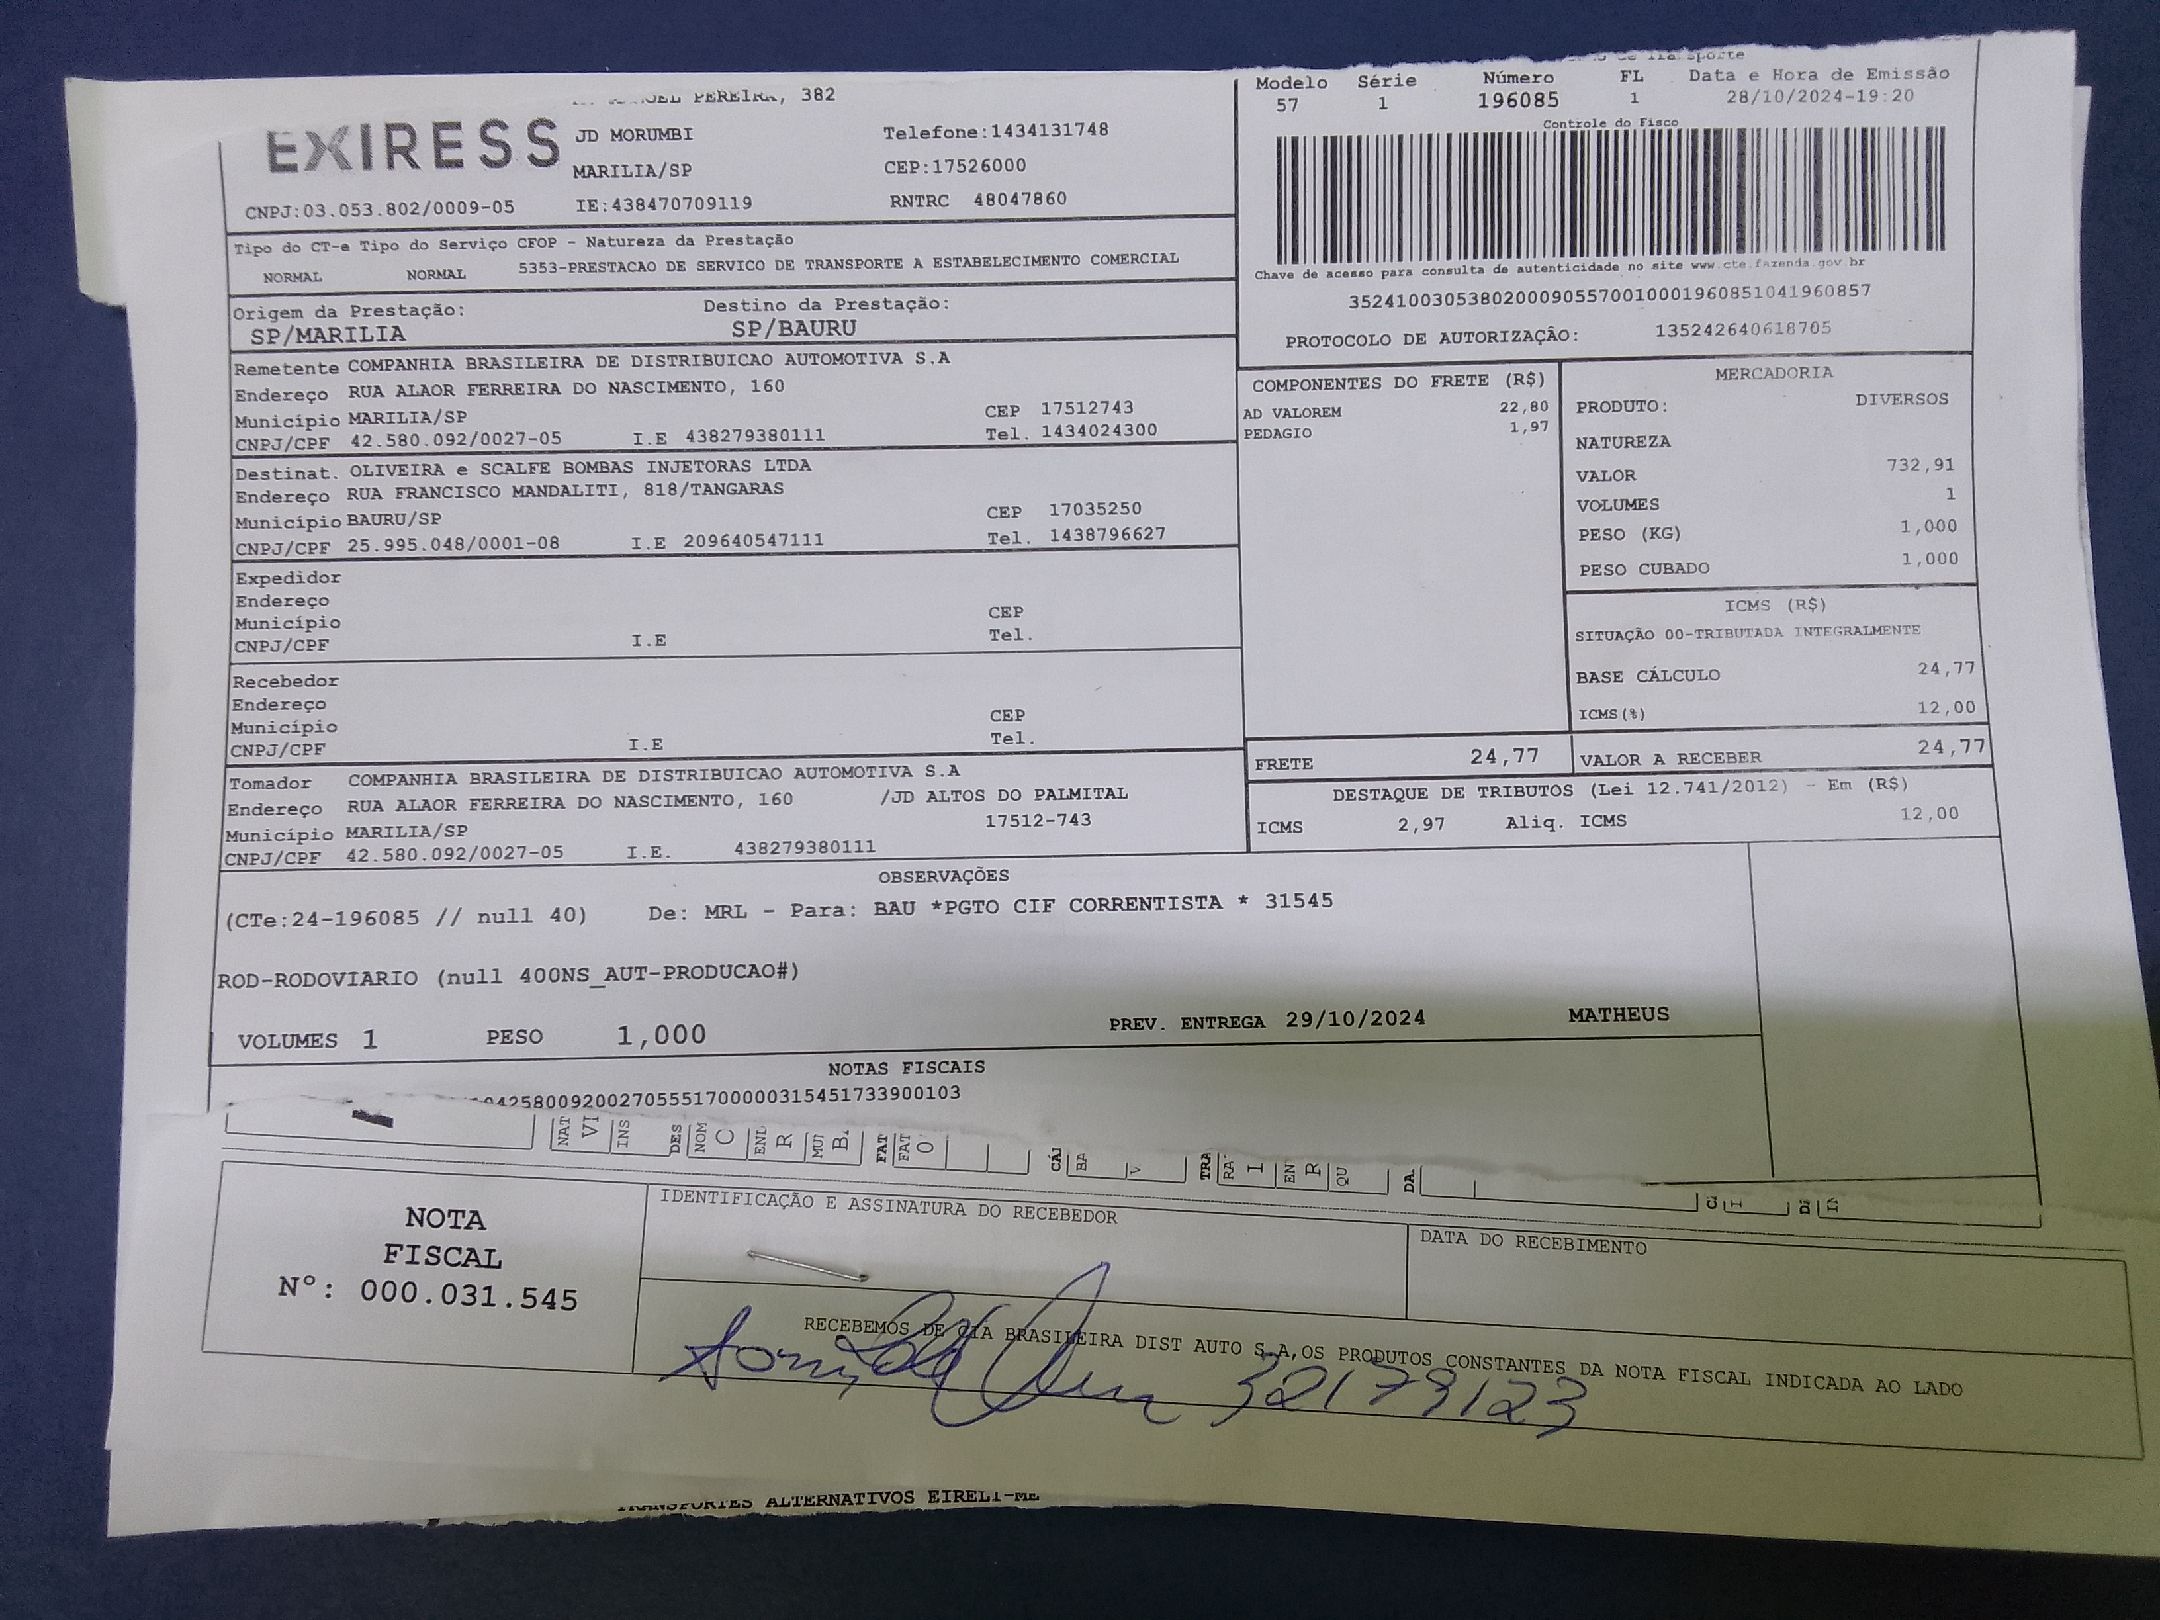 PEREIRA, 382
EXIRESS
JD MORUMBI Telefone:1434131748
MARILIA/SP CEP:17526000
CNPJ:03.053.802/0009-05 IE:438470709119 RNTRC 48047860
Modelo Série Número FL Data e Hora de Emissão
57 1 196085 1 28/10/2024-19:20
Controle do Fisco
Chave de acesso para consulta de autenticidade no site www.cte.fazenda.gov.br
35241003053802000905570010001960851041960857
PROTOCOLO DE AUTORIZAÇÂO: 135242640618705
Tipo do CT-e Tipo do Serviço CFOP - Natureza da Prestação
NORMAL NORMAL 5353-PRESTACAO DE SERVICO DE TRANSPORTE A ESTABELECIMENTO COMERCIAL
Origem da Prestação: Destino da Prestação:
SP/MARILIA SP/BAURU
Remetente COMPANHIA BRASILEIRA DE DISTRIBUICAO AUTOMOTIVA S.A
Endereço RUA ALAOR FERREIRA DO NASCIMENTO, 160
Município MARILIA/SP CEP 17512743
CNPJ/CPF 42.580.092/0027-05 I.E 438279380111 Tel. 1434024300
Destinat. OLIVEIRA e SCALFE BOMBAS INJETORAS LTDA
Endereço RUA FRANCISCO MANDALITI, 818/TANGARAS
Município BAURU/SP CEP 17035250
CNPJ/CPF 25.995.048/0001-08 I.E 209640547111 Tel. 1438796627
Expedidor
Endereço
Município CEP
CNPJ/CPF I.E Tel.
Recebedor
Endereço
Município CEP
CNPJ/CPF I.E Tel.
Tomador COMPANHIA BRASILEIRA DE DISTRIBUICAO AUTOMOTIVA S.A
Endereço RUA ALAOR FERREIRA DO NASCIMENTO, 160 /JD ALTOS DO PALMITAL
Município MARILIA/SP 17512-743
CNPJ/CPF 42.580.092/0027-05 I.E. 438279380111
COMPONENTES DO FRETE (R$)
AD VALOREM 22,80
PEDAGIO 1,97
MERCADORIA
PRODUTO: DIVERSOS
NATUREZA
VALOR 732,91
VOLUMES 1
PESO (KG) 1,000
PESO CUBADO 1,000
ICMS (R$)
SITUAÇÃO 00-TRIBUTADA INTEGRALMENTE
BASE CÁLCULO 24,77
ICMS(%) 12,00
FRETE 24,77 VALOR A RECEBER 24,77
DESTAQUE DE TRIBUTOS (Lei 12.741/2012) - Em (R$)
ICMS 2,97 Aliq. ICMS 12,00
OBSERVAÇÕES
(CTe:24-196085 // null 40) De: MRL - Para: BAU *PGTO CIF CORRENTISTA * 31545
ROD-RODOVIARIO (null 400NS_AUT-PRODUCAO#)
VOLUMES 1 PESO 1,000 PREV. ENTREGA 29/10/2024 MATHEUS
NOTAS FISCAIS
0425800920027055517000003154517339001​03
NOTA
FISCAL
Nº: 000.031.545
IDENTIFICAÇÃO E ASSINATURA DO RECEBEDOR
DATA DO RECEBIMENTO
RECEBEMOS DE CIA BRASILEIRA DIST AUTO S.A,OS PRODUTOS CONSTANTES DA NOTA FISCAL INDICADA AO LADO
32179123
TRANSPORTES ALTERNATIVOS EIRELI-ME